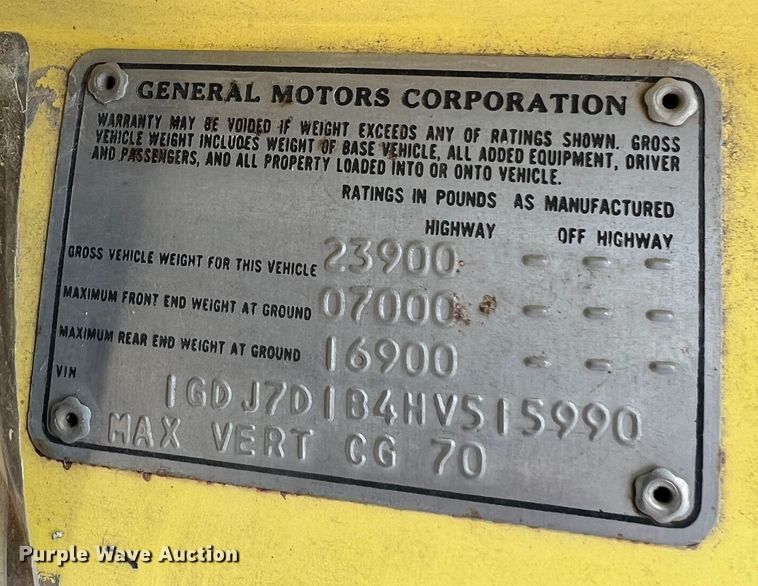 GENERAL MOTORS CORPORATION
WARRANTY MAY BE VOIDED IF WEIGHT EXCEEDS ANY OF RATINGS SHOWN. GROSS
VEHICLE WEIGHT INCLUDES WEIGHT OF BASE VEHICLE, ALL ADDED EQUIPMENT, DRIVER
AND PASSENGERS, AND ALL PROPERTY LOADED INTO OR ONTO VEHICLE.
RATINGS IN POUNDS AS MANUFACTURED
HIGHWAY OFF HIGHWAY
GROSS VEHICLE WEIGHT FOR THIS VEHICLE 23900 - - -
MAXIMUM FRONT END WEIGHT AT GROUND 07000 - - -
MAXIMUM REAR END WEIGHT AT GROUND 16900 - - -
VIN
1GDJ7D1B4HV515990
MAX VERT CG 70
Purple Wave Auction